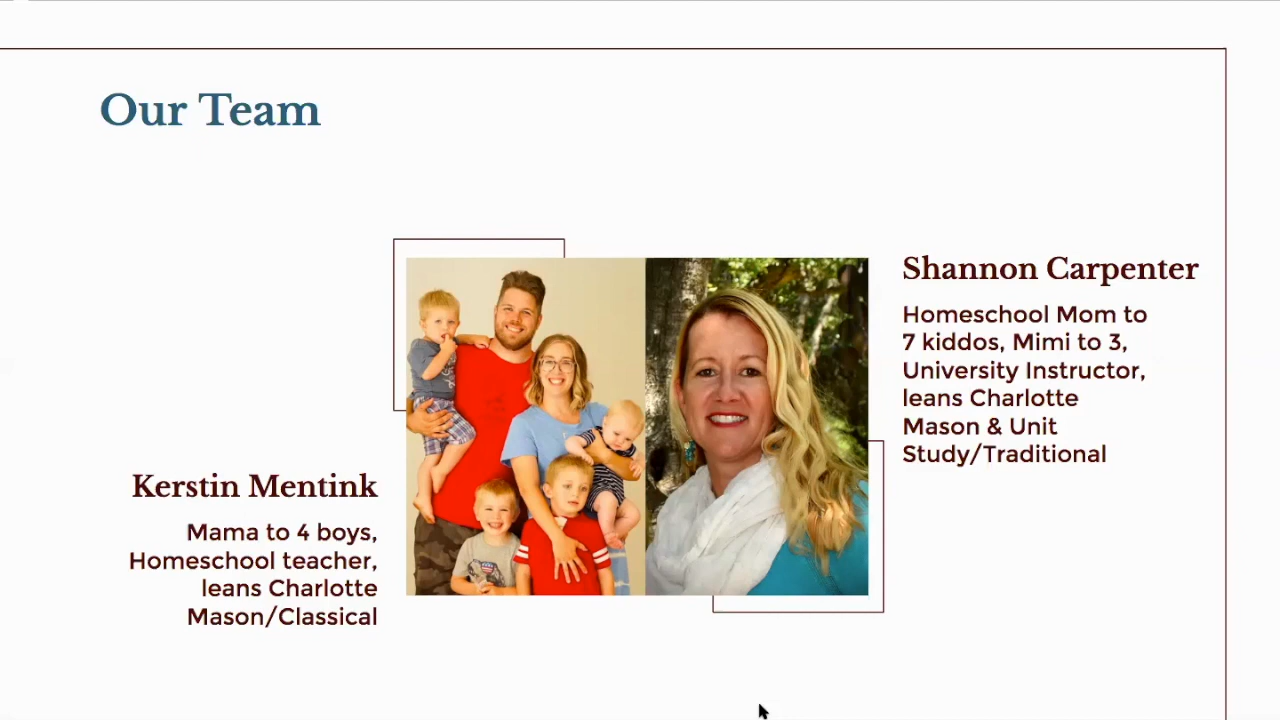 Our Team
Shannon Carpenter
Homeschool Mom to
7 kiddos, Mimi to 3,
University Instructor,
leans Charlotte
Mason & Unit
Study/Traditional
Kerstin Mentink
Mama to 4 boys,
Homeschool teacher,
leans Charlotte
Mason/Classical